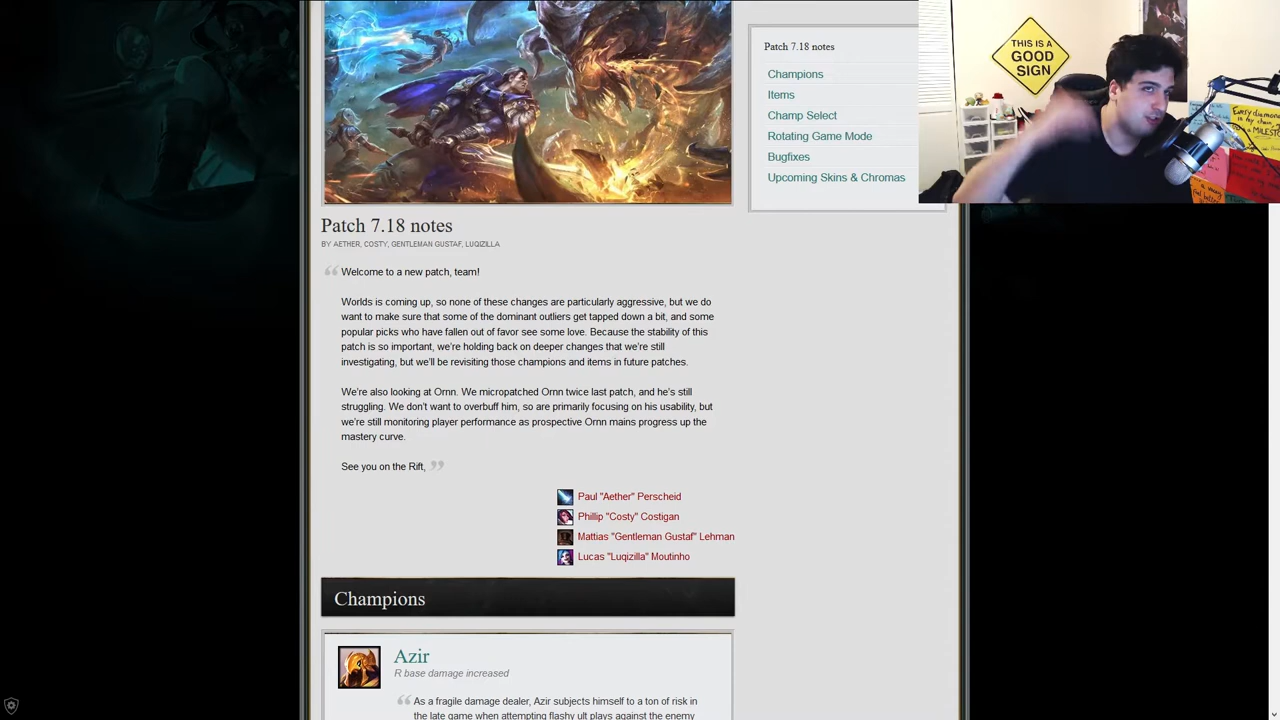 Patch 7.18 notes
Champions
Items
Champ Select
Rotating Game Mode
Bugfixes
Upcoming Skins & Chromas
THIS IS A
GOOD
SIGN
Patch 7.18 notes
BY AETHER, COSTY, GENTLEMAN GUSTAF, LUQIZILLA
Welcome to a new patch, team!
Worlds is coming up, so none of these changes are particularly aggressive, but we do
want to make sure that some of the dominant outliers get tapped down a bit, and some
popular picks who have fallen out of favor see some love. Because the stability of this
patch is so important, we're holding back on deeper changes that we're still
investigating, but we'll be revisiting those champions and items in future patches.
We're also looking at Ornn. We micropatched Ornn twice last patch, and he's still
struggling. We don't want to overbuff him, so are primarily focusing on his usability, but
we're still monitoring player performance as prospective Ornn mains progress up the
mastery curve.
See you on the Rift,
Paul "Aether" Perscheid
Phillip "Costy" Costigan
Mattias "Gentleman Gustaf" Lehman
Lucas "Luqizilla" Moutinho
Champions
Azir
R base damage increased
As a fragile damage dealer, Azir subjects himself to a ton of risk in
the late game when attempting flashy ult plays against the enemy